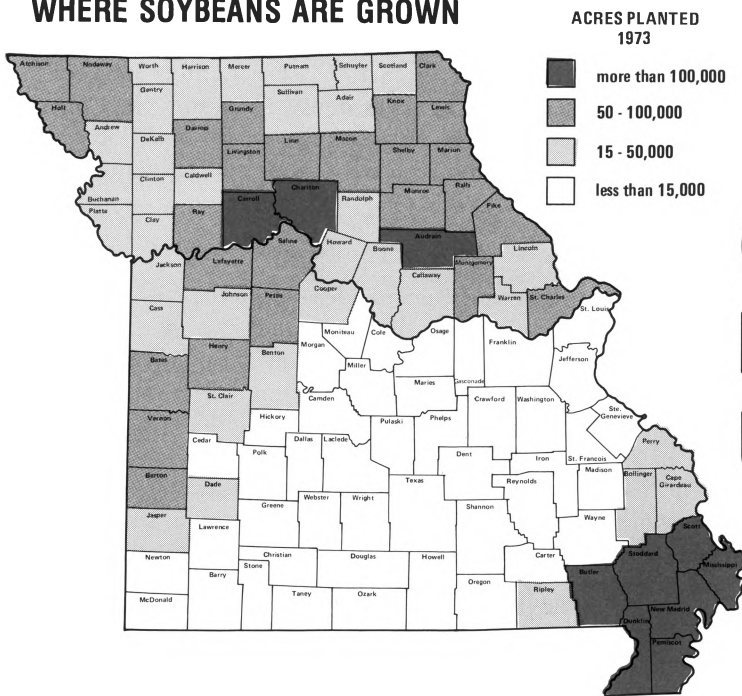 WHERE SOYBEANS ARE GROWN
ACRES PLANTED
1973
more than 100,000
50 - 100,000
15 - 50,000
less than 15,000
Atchison
Nodaway
Worth
Harrison
Mercer
Putnam
Schuyler
Scotland
Clark
Gentry
Sullivan
Adair
Knox
Lewis
Holt
Andrew
DeKalb
Daviess
Grundy
Livingston
Linn
Macon
Shelby
Marion
Clinton
Caldwell
Buchanan
Platte
Clay
Ray
Carroll
Chariton
Randolph
Monroe
Ralls
Pike
Audrain
Saline
Howard
Boone
Callaway
Montgomery
Lincoln
Warren
St. Charles
Jackson
Lafayette
Johnson
Pettis
Cooper
St. Louis
Cass
Moniteau
Cole
Osage
Franklin
Morgan
Bates
Henry
Benton
Miller
Jefferson
Maries
Gasconade
St. Clair
Camden
Crawford
Washington
Ste.
Genevieve
Vernon
Hickory
Pulaski
Phelps
Cedar
Dallas
Laclede
Polk
Dent
Iron
St. Francois
Perry
Barton
Madison
Bollinger
Cape
Girardeau
Dade
Texas
Reynolds
Greene
Webster
Wright
Shannon
Wayne
Jasper
Lawrence
Scott
Newton
Christian
Douglas
Howell
Carter
Stoddard
Mississippi
Stone
Barry
Oregon
Ripley
Butler
McDonald
Taney
Ozark
New Madrid
Dunklin
Pemiscot